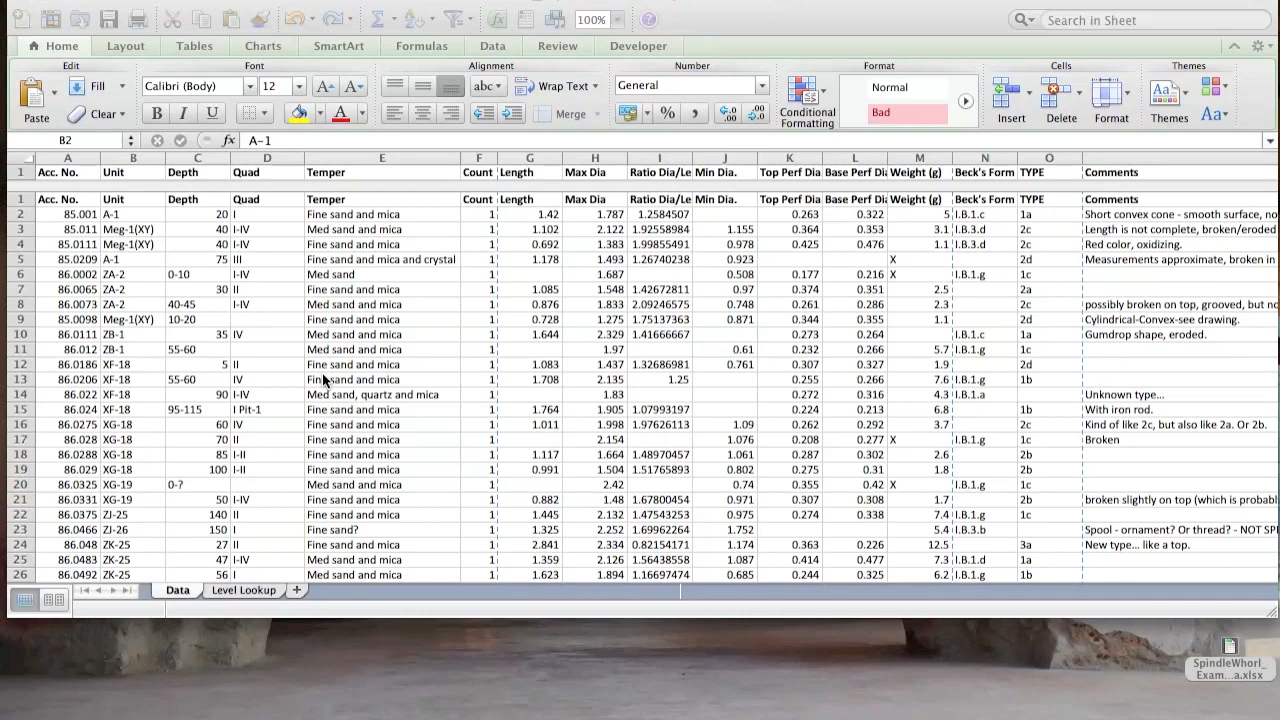 100%
Search in Sheet
Home Layout Tables Charts SmartArt Formulas Data Review Developer
Edit Font Alignment Number Format Cells Themes
Fill Calibri (Body) 12 abc Wrap Text General Normal
Paste Clear B I U A Merge % , Conditional Formatting Bad Insert Delete Format Themes Aa
B2 fx A-1
A B C D E F G H I J K L M N O
1 Acc. No. Unit Depth Quad Temper Count Length Max Dia Ratio Dia/Le Min Dia. Top Perf Dia Base Perf Dia Weight (g) Beck's Form TYPE Comments
1 Acc. No. Unit Depth Quad Temper Count Length Max Dia Ratio Dia/Le Min Dia. Top Perf Dia Base Perf Dia Weight (g) Beck's Form TYPE Comments
2 85.001 A-1 20 I Fine sand and mica 1 1.42 1.787 1.2584507 0.263 0.322 5 I.B.1.c 1a Short convex cone - smooth surface, no
3 85.011 Meg-1(XY) 40 I-IV Med sand and mica 1 1.102 2.122 1.92558984 1.155 0.364 0.353 3.1 I.B.3.d 2c Length is not complete, broken/eroded
4 85.0111 Meg-1(XY) 40 I-IV Fine sand and mica 1 0.692 1.383 1.99855491 0.978 0.425 0.476 1.1 I.B.3.d 2c Red color, oxidizing.
5 85.0209 A-1 75 III Fine sand and mica and crystal 1 1.178 1.493 1.26740238 0.923 X 2d Measurements approximate, broken in
6 86.0002 ZA-2 0-10 I-IV Med sand 1 1.687 0.508 0.177 0.216 X I.B.1.g 1c
7 86.0065 ZA-2 30 II Fine sand and mica 1 1.085 1.548 1.42672811 0.97 0.374 0.351 2.5 2a
8 86.0073 ZA-2 40-45 I-IV Med sand and mica 1 0.876 1.833 2.09246575 0.748 0.261 0.286 2.3 2c possibly broken on top, grooved, but no
9 85.0098 Meg-1(XY) 10-20 Fine sand and mica 1 0.728 1.275 1.75137363 0.871 0.344 0.355 1.1 2d Cylindrical-Convex-see drawing.
10 86.0111 ZB-1 35 IV Med sand and mica 1 1.644 2.329 1.41666667 0.273 0.264 I.B.1.c 1a Gumdrop shape, eroded.
11 86.012 ZB-1 55-60 Med sand and mica 1 1.97 0.61 0.232 0.266 5.7 I.B.1.g 1c
12 86.0186 XF-18 5 II Fine sand and mica 1 1.083 1.437 1.32686981 0.761 0.307 0.327 1.9 2d
13 86.0206 XF-18 55-60 IV Fine sand and mica 1 1.708 2.135 1.25 0.255 0.266 7.6 I.B.1.g 1b
14 86.022 XF-18 90 I-IV Med sand, quartz and mica 1 1.83 0.272 0.316 4.3 I.B.1.a Unknown type...
15 86.024 XF-18 95-115 I Pit-1 Fine sand and mica 1 1.764 1.905 1.07993197 0.224 0.213 6.8 1b With iron rod.
16 86.0275 XG-18 60 IV Fine sand and mica 1 1.011 1.998 1.97626113 1.09 0.262 0.292 3.7 2c Kind of like 2c, but also like 2a. Or 2b.
17 86.028 XG-18 70 II Fine sand and mica 1 2.154 1.076 0.208 0.277 X I.B.1.g 1c Broken
18 86.0288 XG-18 85 I-II Fine sand and mica 1 1.117 1.664 1.48970457 1.061 0.287 0.302 2.6 2b
19 86.029 XG-18 100 I-II Fine sand and mica 1 0.991 1.504 1.51765893 0.802 0.275 0.31 1.8 2b
20 86.0325 XG-19 0-? Med sand and mica 1 2.42 0.74 0.355 0.42 X I.B.1.g 1c
21 86.0331 XG-19 50 I-IV Fine sand and mica 1 0.882 1.48 1.67800454 0.971 0.307 0.308 1.7 2b broken slightly on top (which is probabl
22 86.0375 ZJ-25 140 II Fine sand and mica 1 1.445 2.132 1.47543253 0.975 0.274 0.338 7.4 I.B.1.g 1c
23 86.0466 ZJ-26 150 I Fine sand? 1 1.325 2.252 1.69962264 1.752 5.4 I.B.3.b Spool - ornament? Or thread? - NOT SPI
24 86.048 ZK-25 27 II Fine sand and mica 1 2.841 2.334 0.82154171 1.174 0.363 0.226 12.5 3a New type... like a top.
25 86.0483 ZK-25 47 I-IV Med sand and mica 1 1.359 2.126 1.56438558 1.087 0.414 0.477 7.3 I.B.1.d 1a
26 86.0492 ZK-25 56 I Med sand and mica 1 1.623 1.894 1.16697474 0.685 0.244 0.325 6.2 I.B.1.g 1b
Data Level Lookup +
SpindleWhorl_
Exam...a.xlsx